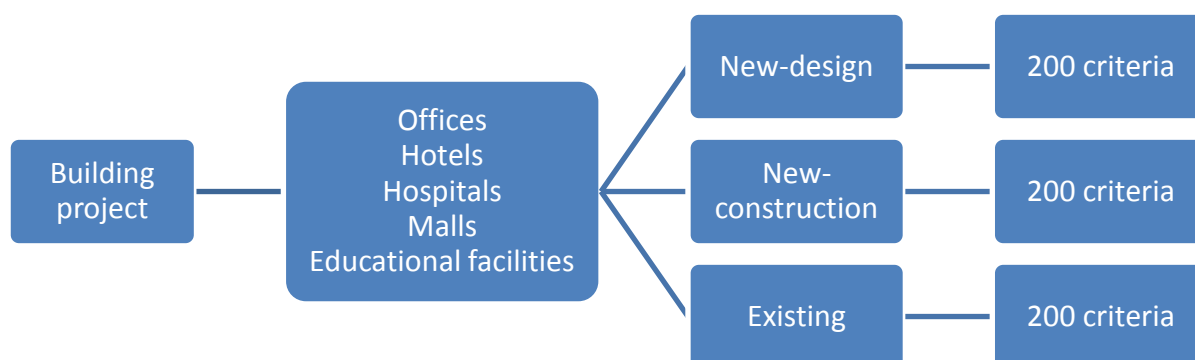 Building
project
Offices
Hotels
Hospitals
Malls
Educational facilities
New-design
200 criteria
New-
construction
200 criteria
Existing
200 criteria